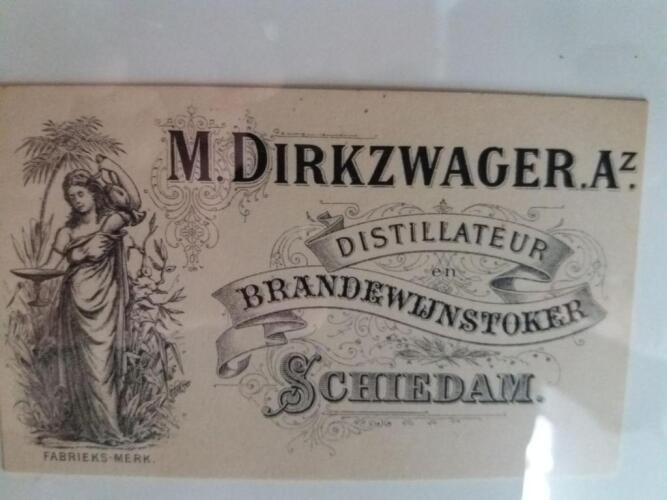 M. DIRKZWAGER. Az.
DISTILLATEUR
en
BRANDEWIJNSTOKER
SCHIEDAM.
FABRIEKS-MERK.